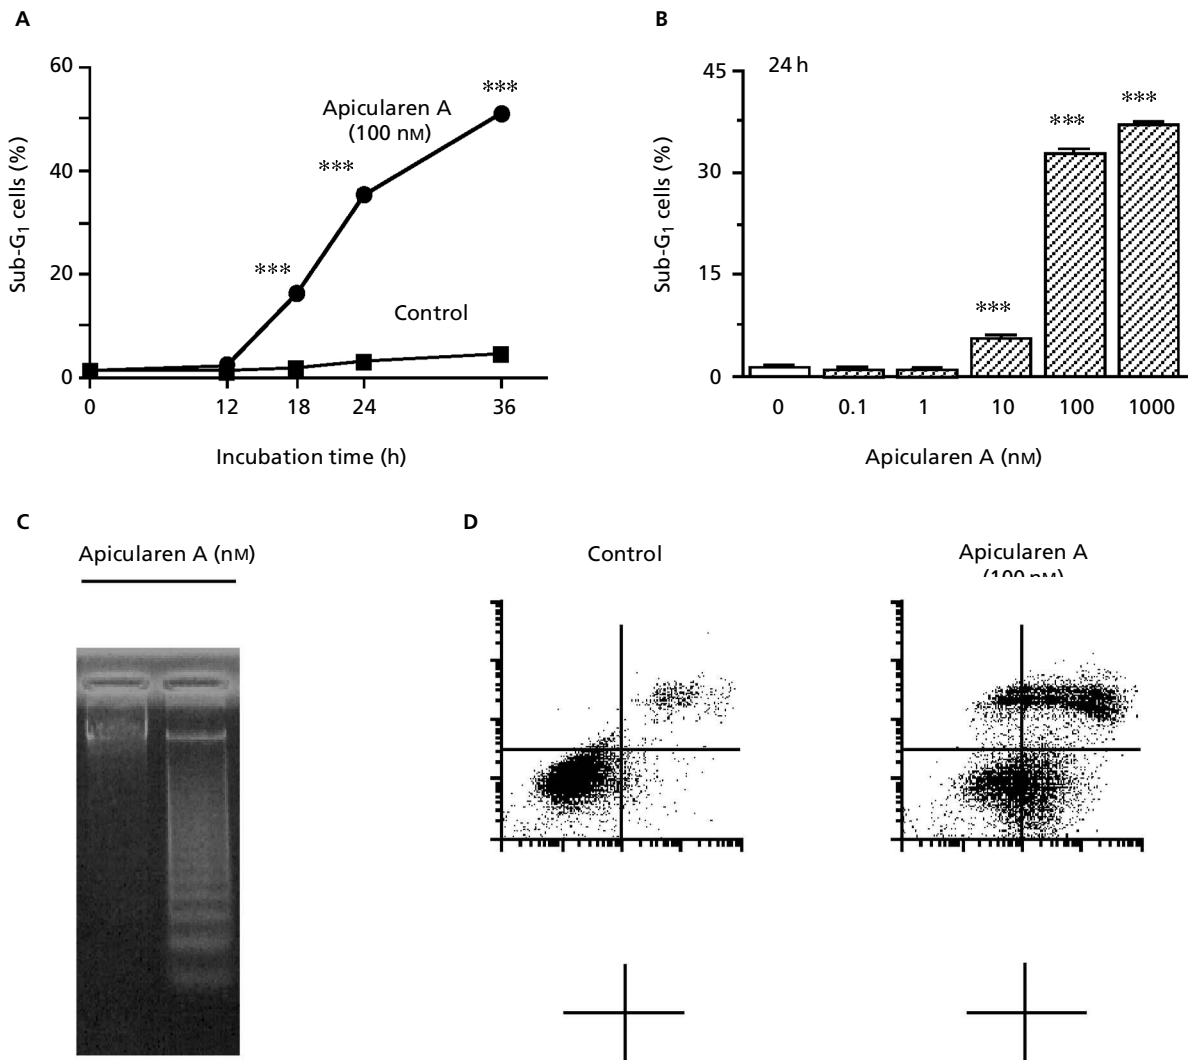 A
Sub-G1 cells (%)
60
40
20
0
Apicularen A
(100 nM)
***
***
***
Control
0 12 18 24 36
Incubation time (h)
B
Sub-G1 cells (%)
45
30
15
0
24 h
***
***
***
0 0.1 1 10 100 1000
Apicularen A (nM)
C
Apicularen A (nM)
D
Control
Apicularen A
(100 nM)